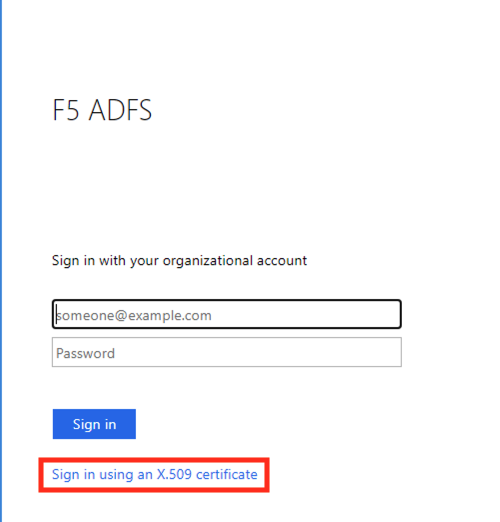 F5 ADFS
Sign in with your organizational account
someone@example.com
Password
Sign in
Sign in using an X.509 certificate